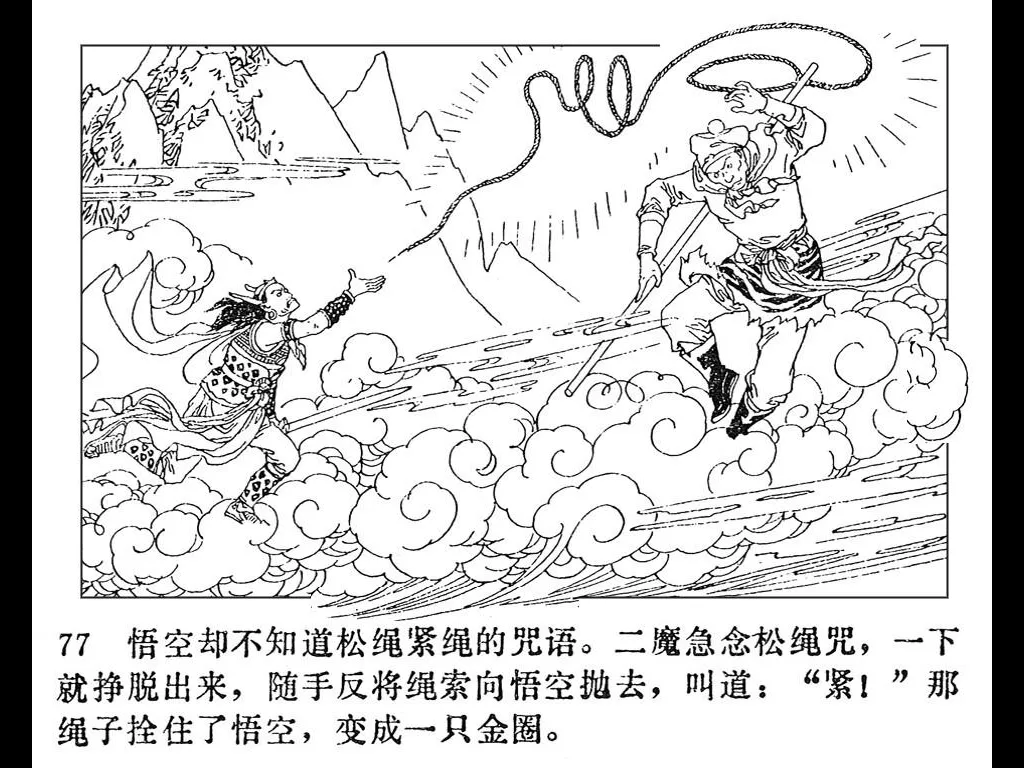 77 悟空却不知道松绳紧绳的咒语。二魔急念松绳咒，一下
就挣脱出来，随手反将绳索向悟空抛去，叫道：“紧！”那
绳子拴住了悟空，变成一只金圈。